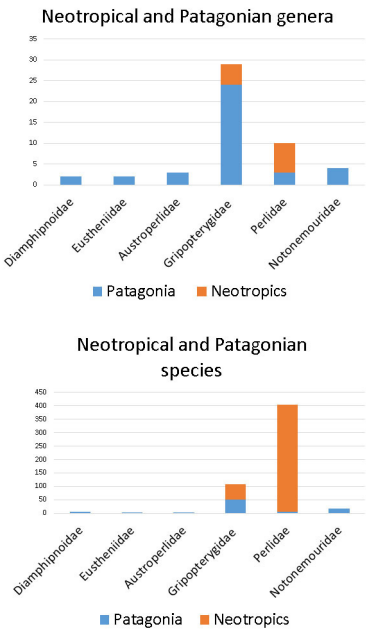 Neotropical and Patagonian genera
35
30
25
20
15
10
5
0
Diamphipnoidae
Eustheniidae
Austroperlidae
Gripopterygidae
Perlidae
Notonemouridae
Patagonia Neotropics
Neotropical and Patagonian
species
450
400
350
300
250
200
150
100
50
0
Diamphipnoidae
Eustheniidae
Austroperlidae
Gripopterygidae
Perlidae
Notonemouridae
Patagonia Neotropics